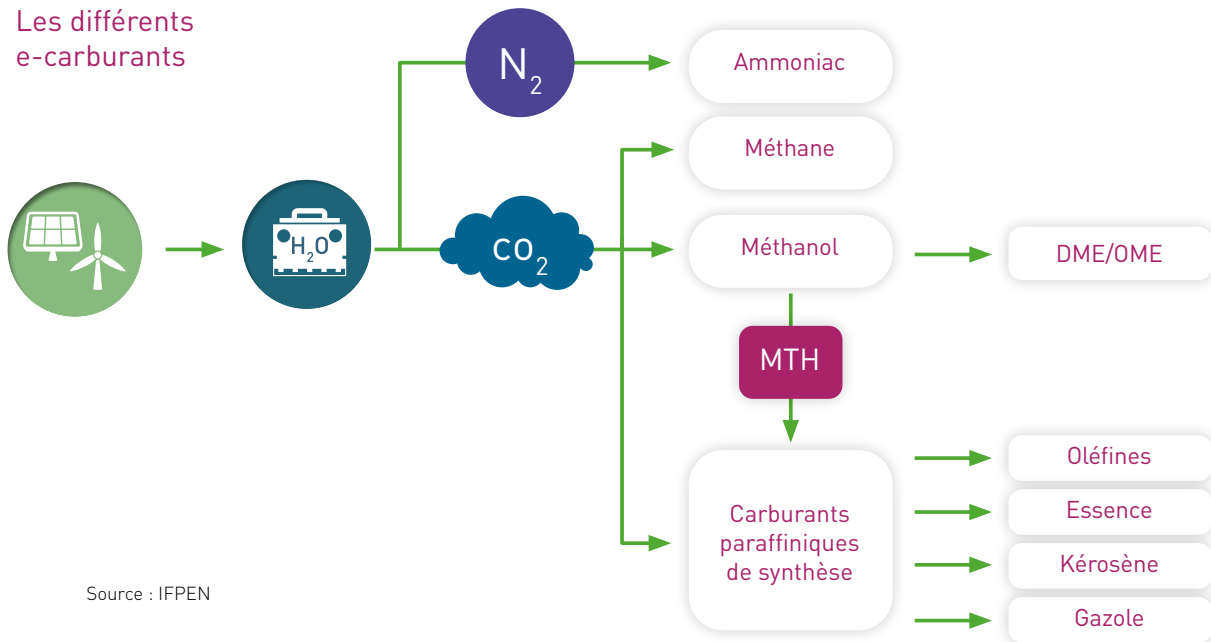 Les différents
e-carburants
N₂
Ammoniac
Méthane
H₂O
CO₂
Méthanol
DME/OME
MTH
Carburants
paraffiniques
de synthèse
Oléfines
Essence
Kérosène
Gazole
Source : IFPEN